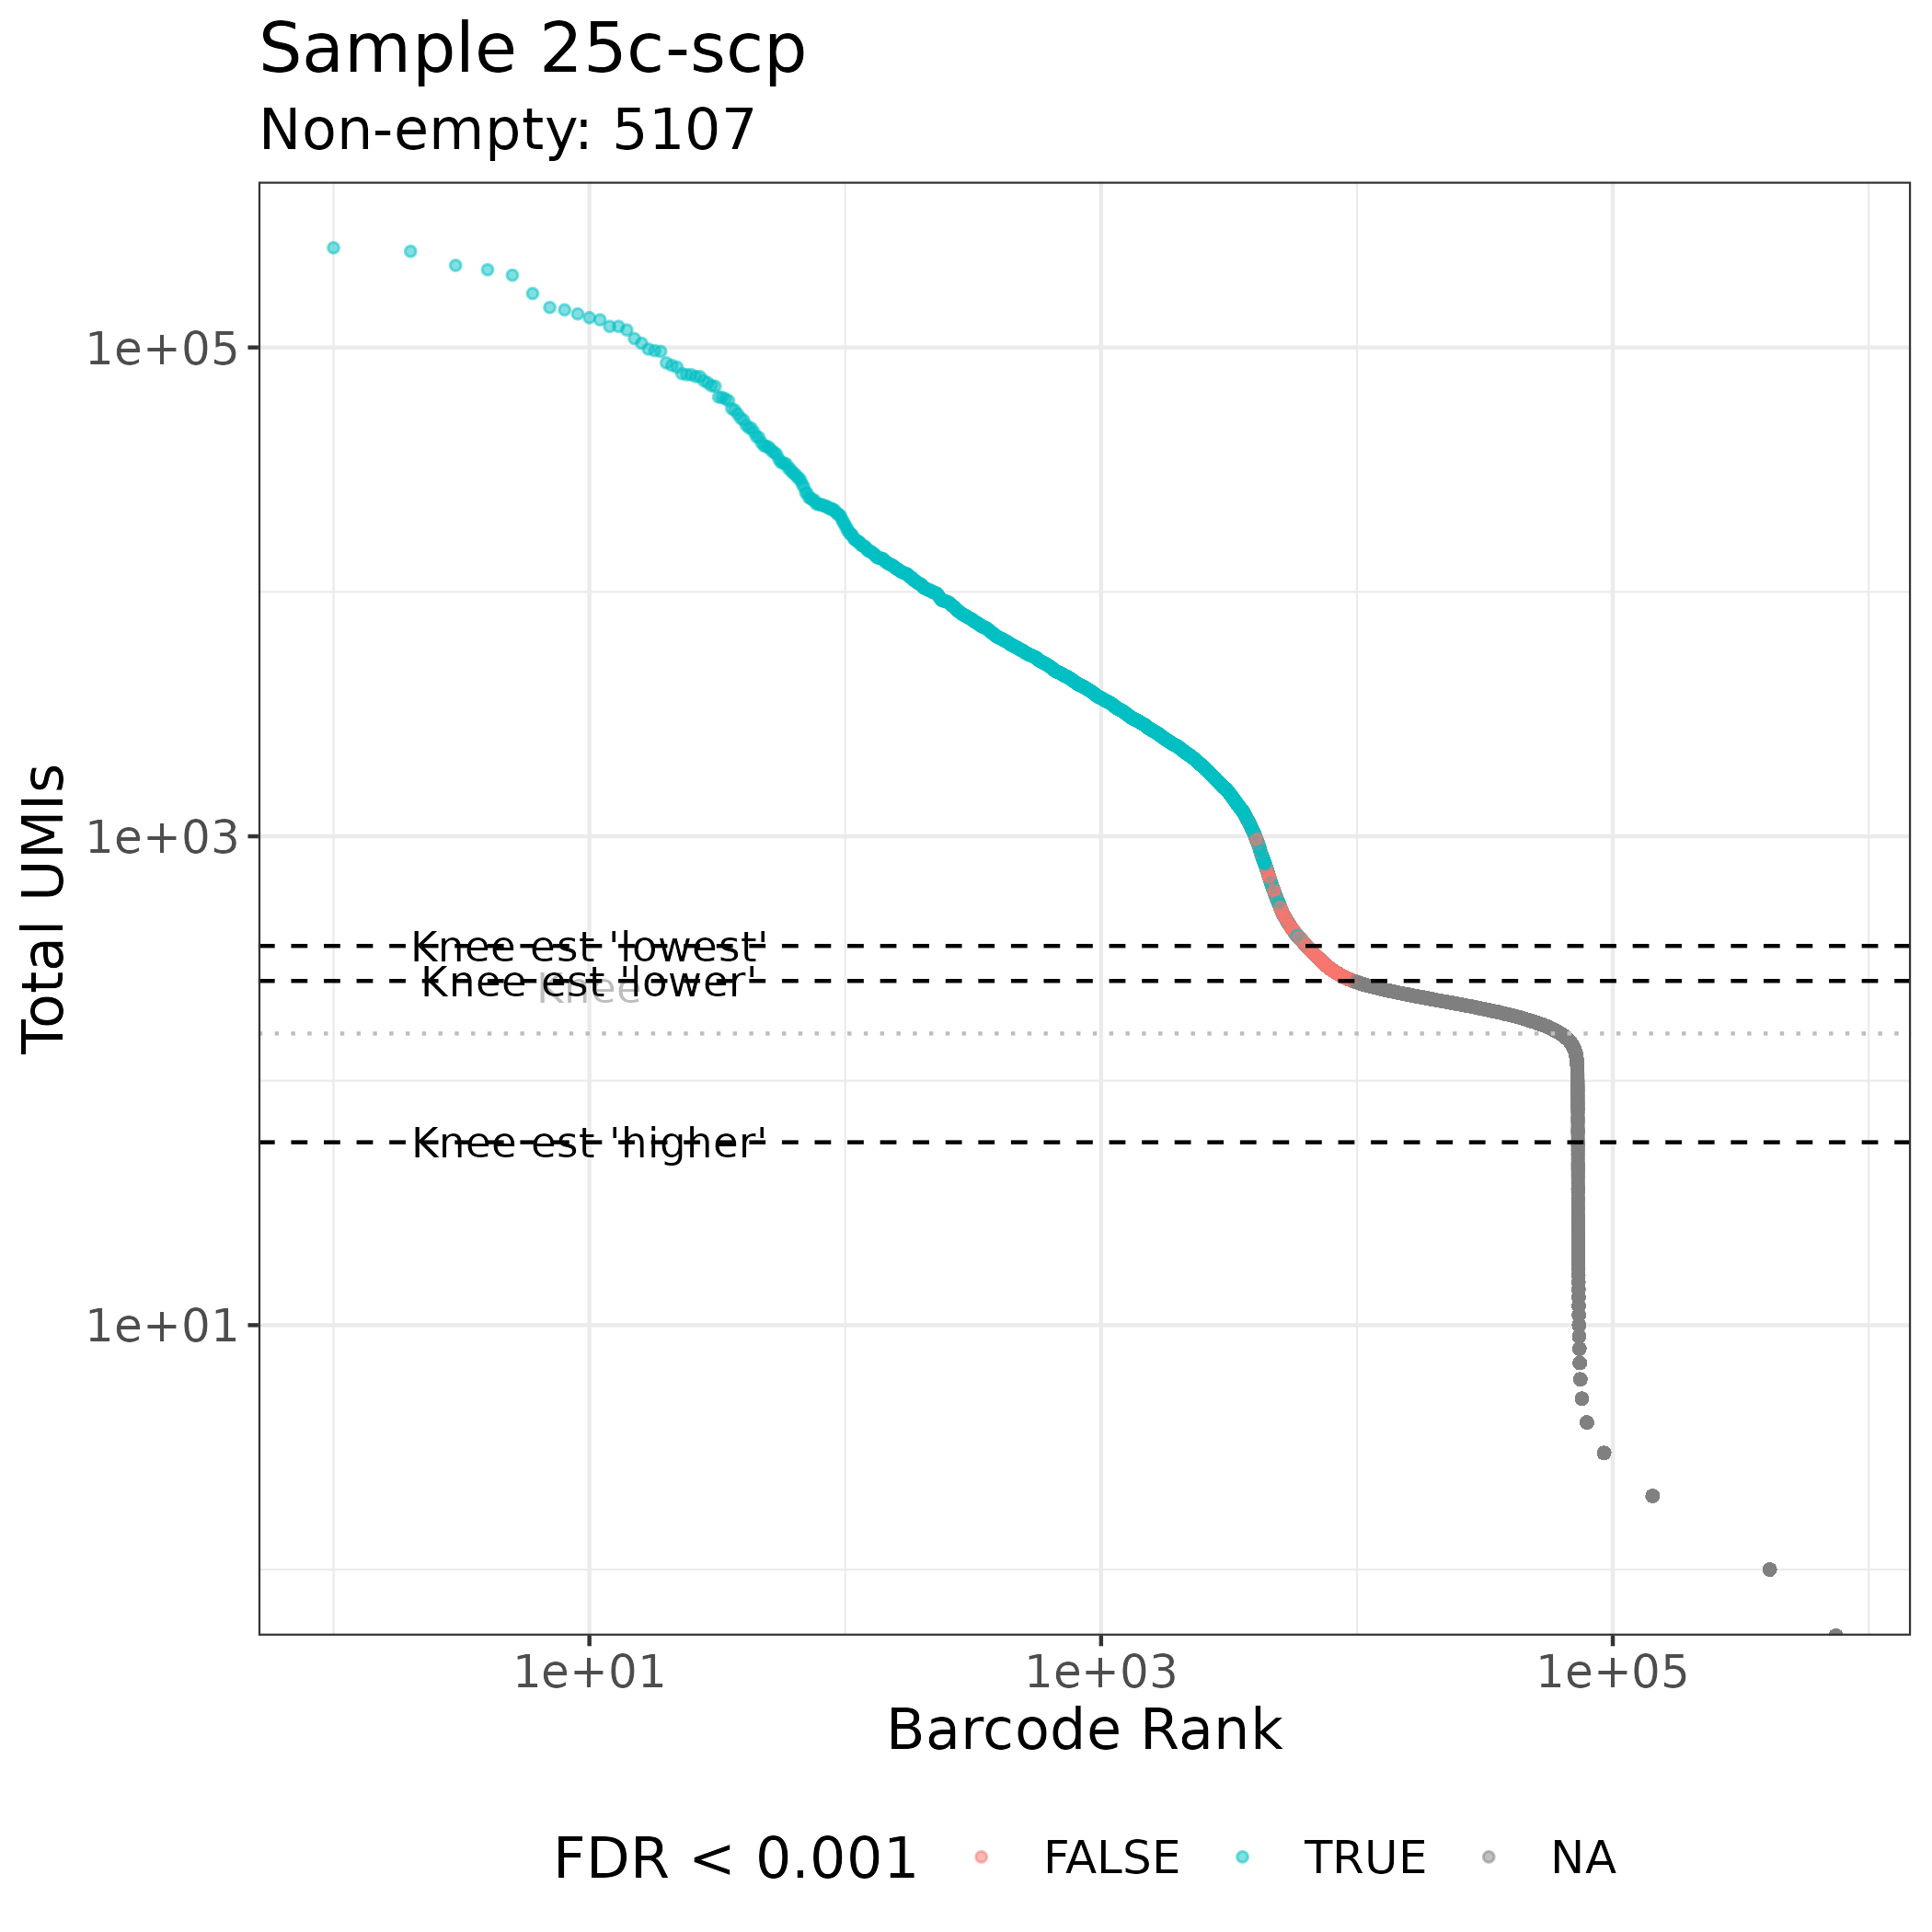 Sample 25c-scp
Non-empty: 5107
Total UMIs
1e+05
1e+03
Knee est 'lowest'
Knee est 'lower'
Knee
Knee est 'higher'
1e+01
1e+01 1e+03 1e+05
Barcode Rank
FDR < 0.001 FALSE TRUE NA